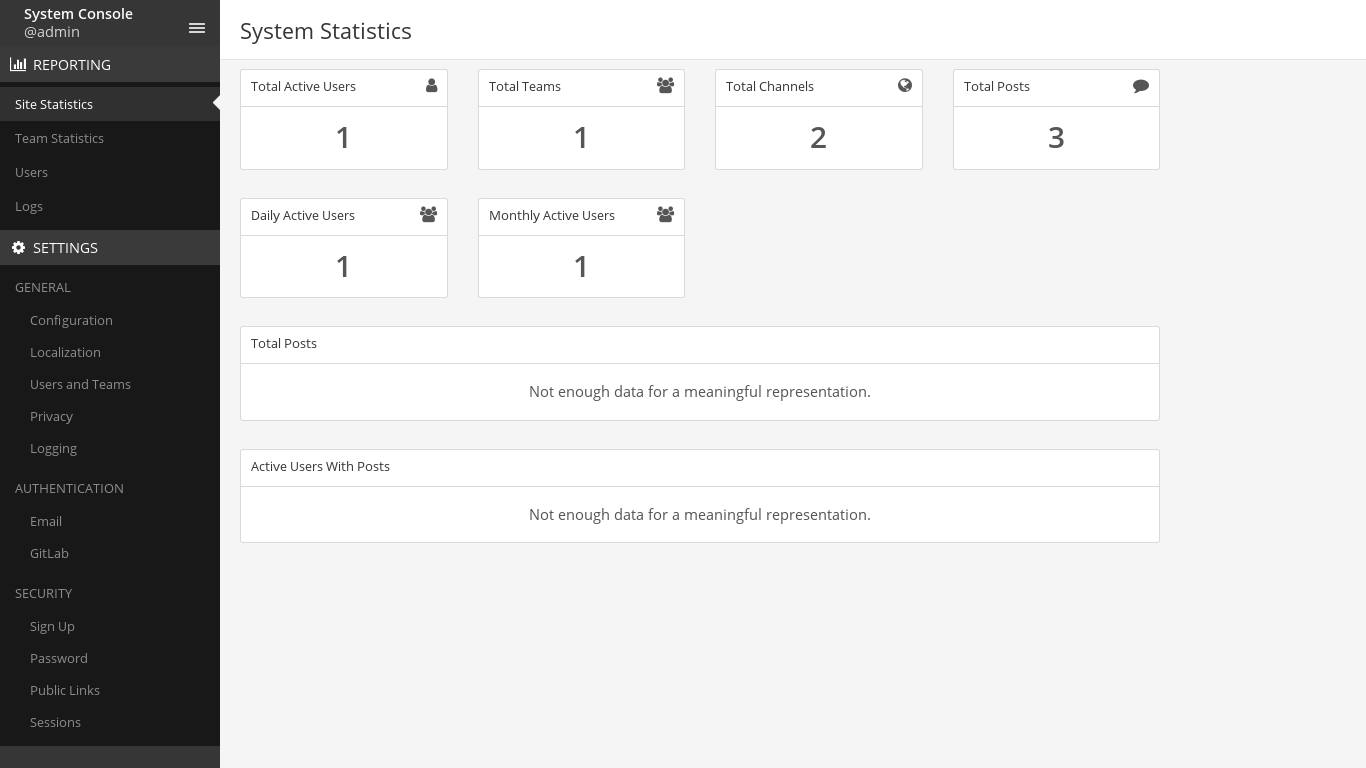 System Console
@admin
REPORTING
Site Statistics
Team Statistics
Users
Logs
SETTINGS
GENERAL
Configuration
Localization
Users and Teams
Privacy
Logging
AUTHENTICATION
Email
GitLab
SECURITY
Sign Up
Password
Public Links
Sessions
System Statistics
Total Active Users
1
Total Teams
1
Total Channels
2
Total Posts
3
Daily Active Users
1
Monthly Active Users
1
Total Posts
Not enough data for a meaningful representation.
Active Users With Posts
Not enough data for a meaningful representation.